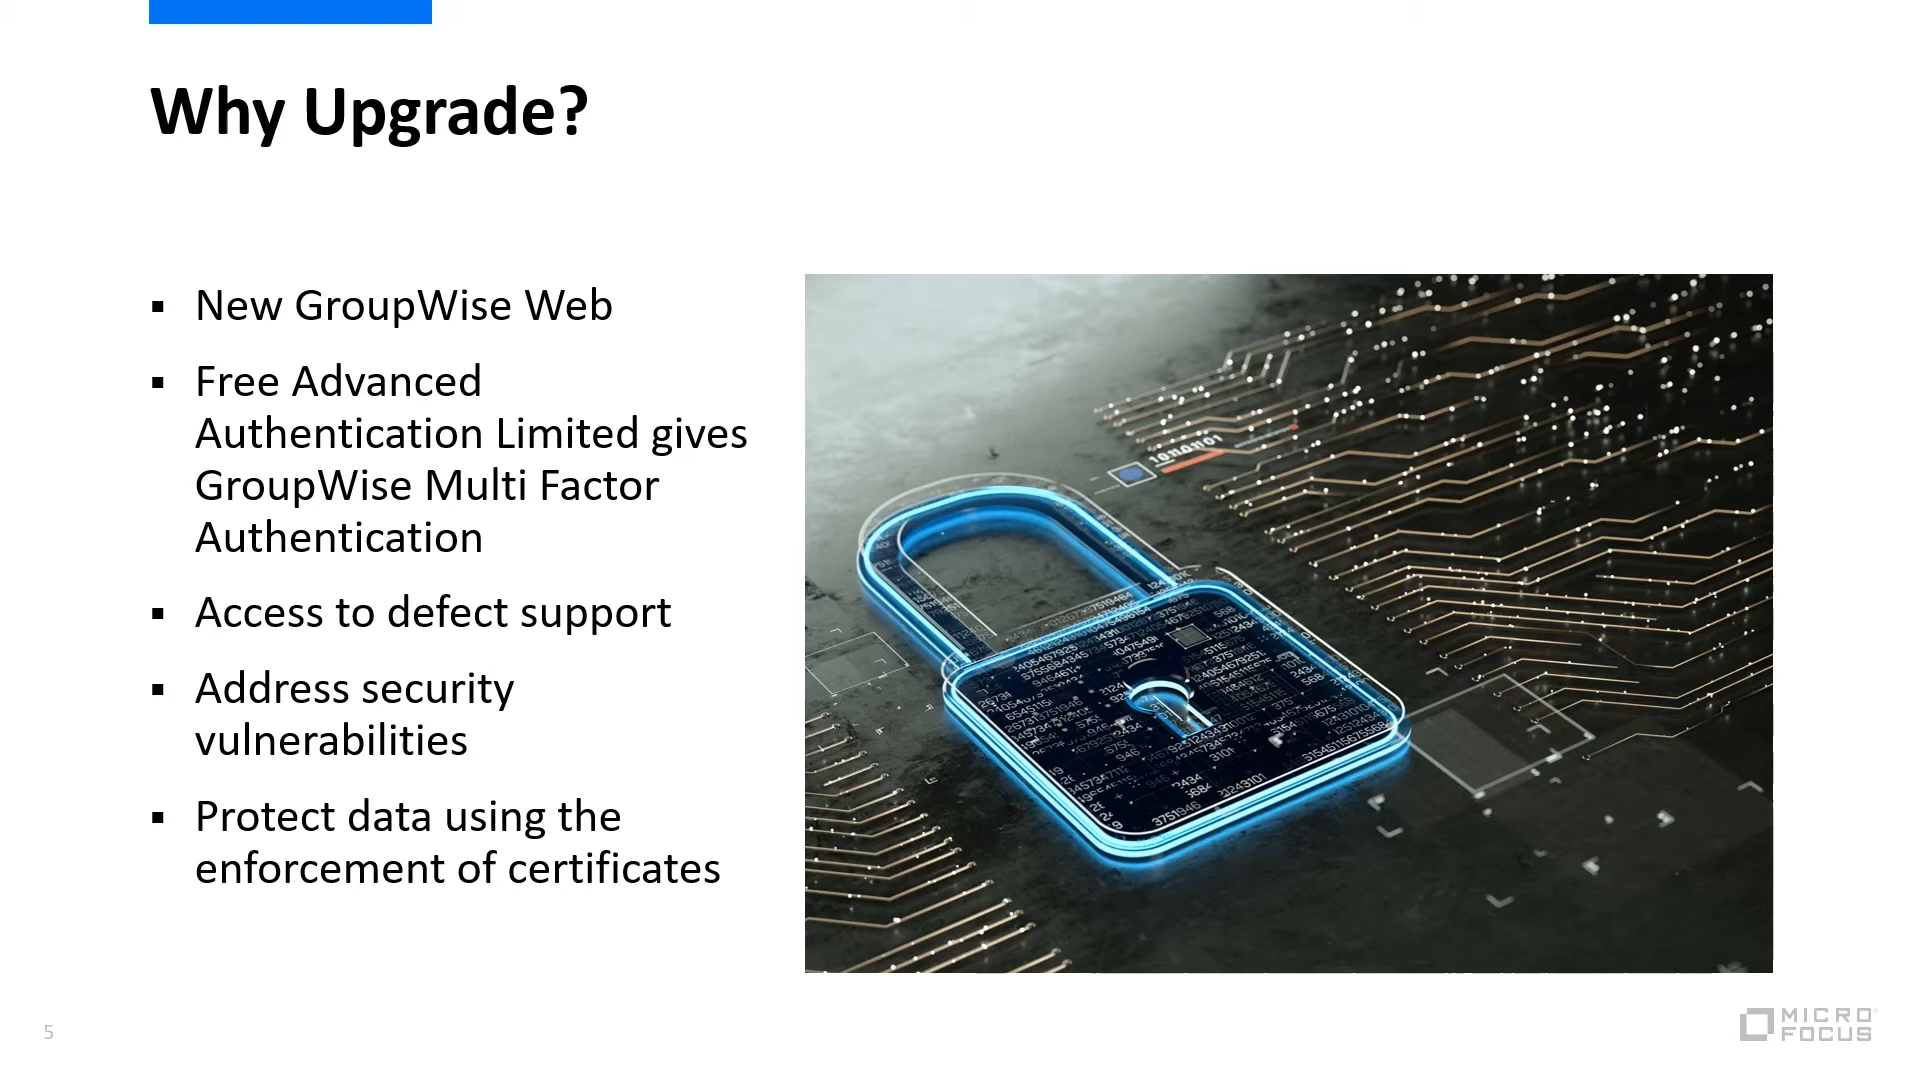 Why Upgrade?
▪ New GroupWise Web
▪ Free Advanced
Authentication Limited gives
GroupWise Multi Factor
Authentication
▪ Access to defect support
▪ Address security
vulnerabilities
▪ Protect data using the
enforcement of certificates
5
MICRO
FOCUS